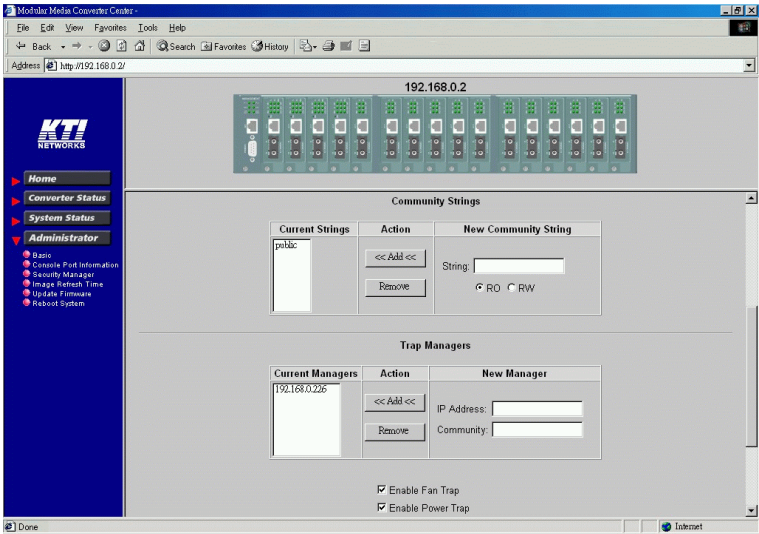 Modular Media Converter Center -
File Edit View Favorites Tools Help
Back Search Favorites History
Address http://192.168.0.2/
192.168.0.2
KTI
NETWORKS
Home
Converter Status
System Status
Administrator
Basic
Console Port Information
Security Manager
Image Refresh Time
Update Firmware
Reboot System
Community Strings
Current Strings Action New Community String
public
<< Add <<
String:
Remove
RO RW
Trap Managers
Current Managers Action New Manager
192.168.0.226
<< Add <<
IP Address:
Remove
Community:
Enable Fan Trap
Enable Power Trap
Done Internet